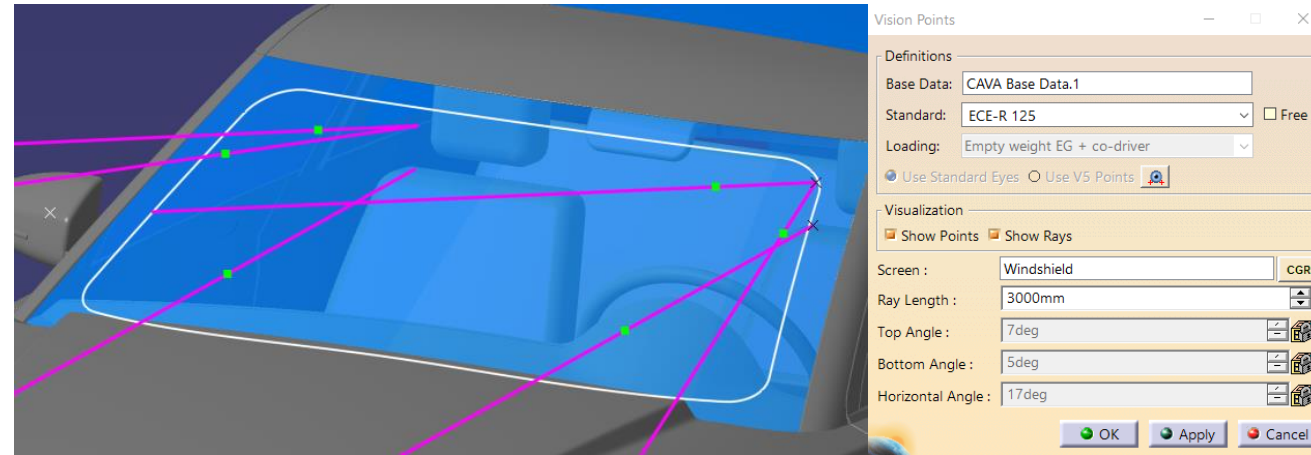 Vision Points
Definitions
Base Data: CAVA Base Data.1
Standard: ECE-R 125 Free
Loading: Empty weight EG + co-driver
Use Standard Eyes Use V5 Points
Visualization
Show Points Show Rays
Screen : Windshield CGR
Ray Length : 3000mm
Top Angle : 7deg
Bottom Angle : 5deg
Horizontal Angle : 17deg
OK Apply Cancel